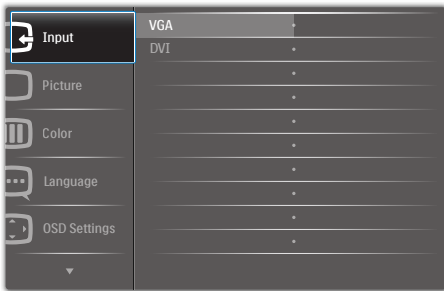 Input
VGA
DVI
Picture
Color
Language
OSD Settings